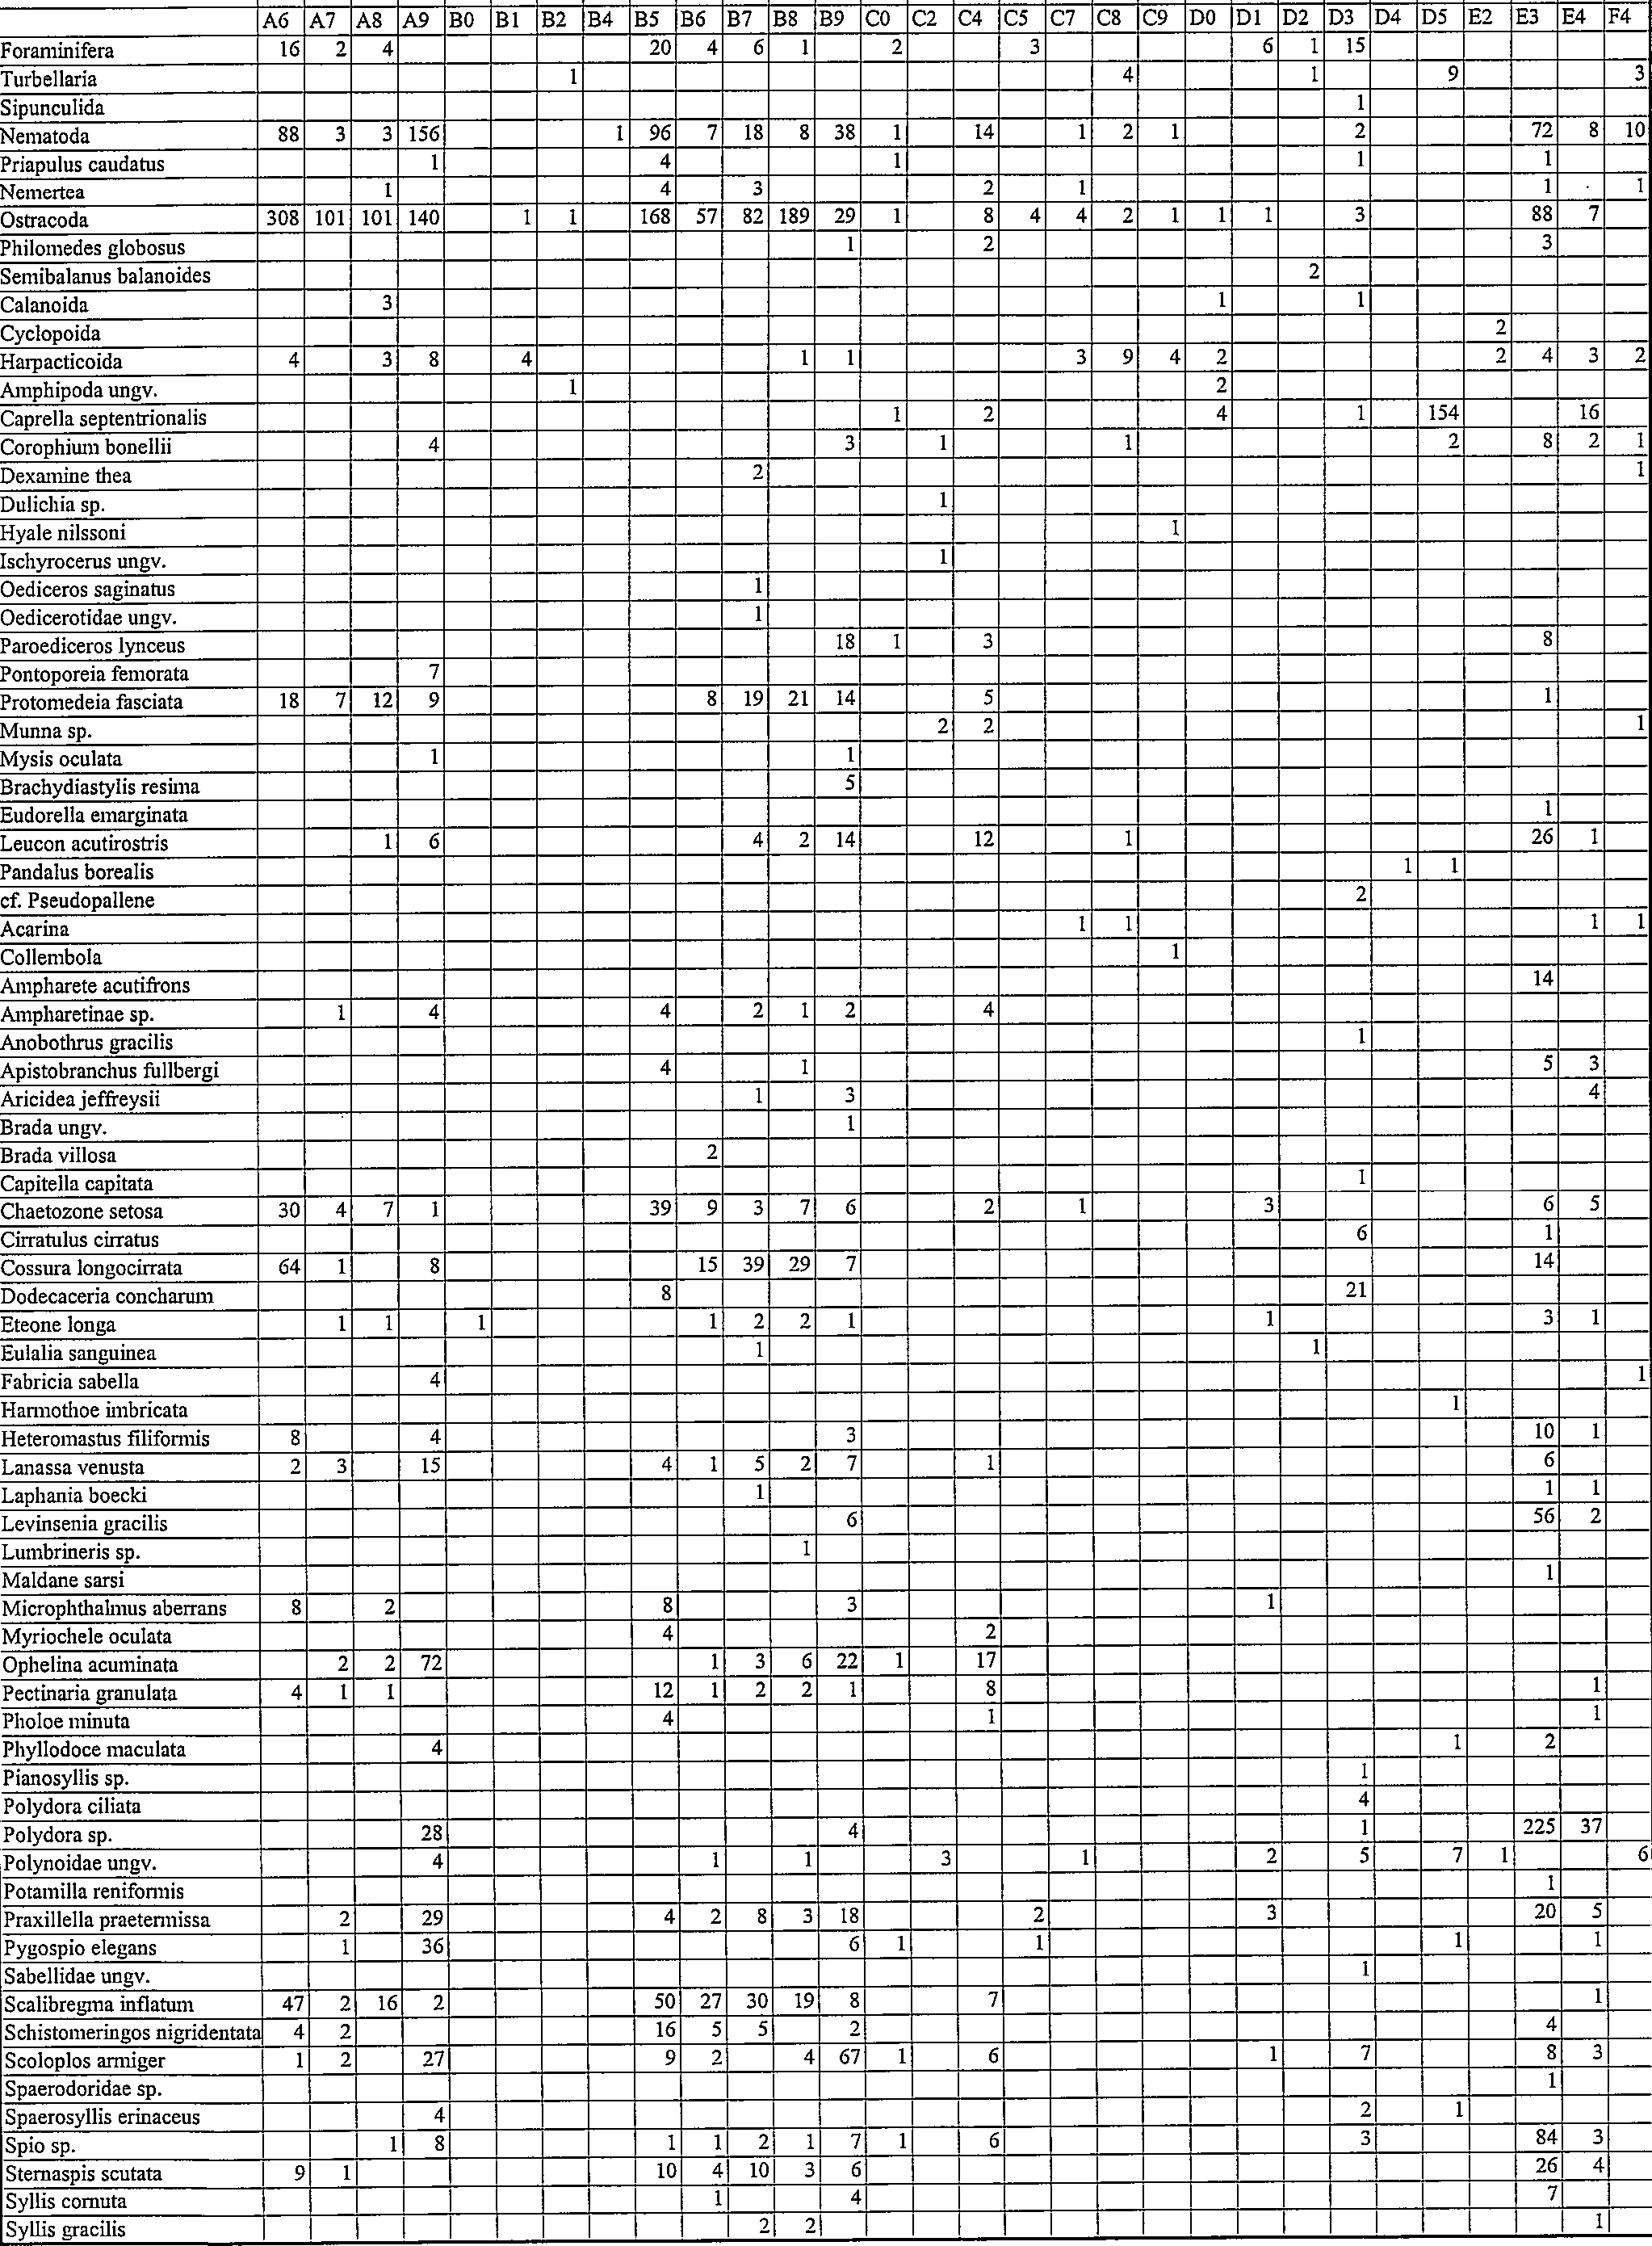 A6 A7 A8 A9 B0 B1 B2 B4 B5 B6 B7 B8 B9 C0 C2 C4 C5 C7 C8 C9 D0 D1 D2 D3 D4 D5 E2 E3 E4 F4
Foraminifera 16 2 4 20 4 6 1 2 3 6 1 15
Turbellaria 1 4 1 9 3
Sipunculida 1
Nematoda 88 3 3 156 1 96 7 18 8 38 1 14 1 2 1 2 72 8 10
Priapulus caudatus 1 4 1 1 1
Nemertea 1 4 3 2 1 1 1
Ostracoda 308 101 101 140 1 1 168 57 82 189 29 1 8 4 4 2 1 1 1 3 88 7
Philomedes globosus 1 2 3
Semibalanus balanoides 2
Calanoida 3 1 1
Cyclopoida 2
Harpacticoida 4 3 8 4 1 1 3 9 4 2 2 4 3 2
Amphipoda ungv. 1 2
Caprella septentrionalis 1 2 4 1 154 16
Corophium bonellii 4 3 1 1 2 8 2 1
Dexamine thea 2 1
Dulichia sp. 1
Hyale nilssoni 1
Ischyrocerus ungv. 1
Oediceros saginatus 1
Oedicerotidae ungv. 1
Paroediceros lynceus 18 1 3 8
Pontoporeia femorata 7
Protomedeia fasciata 18 7 12 9 8 19 21 14 5 1
Munna sp. 2 2 1
Mysis oculata 1 1
Brachydiastylis resima 5
Eudorella emarginata 1
Leucon acutirostris 1 6 4 2 14 12 1 26 1
Pandalus borealis 1 1
cf. Pseudopallene 2
Acarina 1 1 1 1
Collembola 1
Ampharete acutifrons 14
Ampharetinae sp. 1 4 4 2 1 2 4
Anobothrus gracilis 1
Apistobranchus fullbergi 4 1 5 3
Aricidea jeffreysii 1 3 4
Brada ungv. 1
Brada villosa 2
Capitella capitata 1
Chaetozone setosa 30 4 7 1 39 9 3 7 6 2 1 3 6 5
Cirratulus cirratus 6 1
Cossura longocirrata 64 1 8 15 39 29 7 14
Dodecaceria concharum 8 21
Eteone longa 1 1 1 1 2 2 1 1 3 1
Eulalia sanguinea 1 1
Fabricia sabella 4 1
Harmothoe imbricata 1
Heteromastus filiformis 8 4 3 10 1
Lanassa venusta 2 3 15 4 1 5 2 7 1 6
Laphania boecki 1 1 1
Levinsenia gracilis 6 56 2
Lumbrineris sp. 1
Maldane sarsi 1
Microphthalmus aberrans 8 2 8 3 1
Myriochele oculata 4 2
Ophelina acuminata 2 2 72 1 3 6 22 1 17
Pectinaria granulata 4 1 1 12 1 2 2 1 8 1
Pholoe minuta 4 1 1
Phyllodoce maculata 4 1 2
Pianosyllis sp. 1
Polydora ciliata 4
Polydora sp. 28 4 1 225 37
Polynoidae ungv. 4 1 1 3 1 2 5 7 1 6
Potamilla reniformis 1
Praxillella praetermissa 2 29 4 2 8 3 18 2 3 20 5
Pygospio elegans 1 36 6 1 1 1 1
Sabellidae ungv. 1
Scalibregma inflatum 47 2 16 2 50 27 30 19 8 7 1
Schistomeringos nigridentata 4 2 16 5 5 2 4
Scoloplos armiger 1 2 27 9 2 4 67 1 6 1 7 8 3
Spaerodoridae sp. 1
Spaerosyllis erinaceus 4 2 1
Spio sp. 1 8 1 1 2 1 7 1 6 3 84 3
Sternaspis scutata 9 1 10 4 10 3 6 26 4
Syllis cornuta 1 4 7
Syllis gracilis 2 2 1